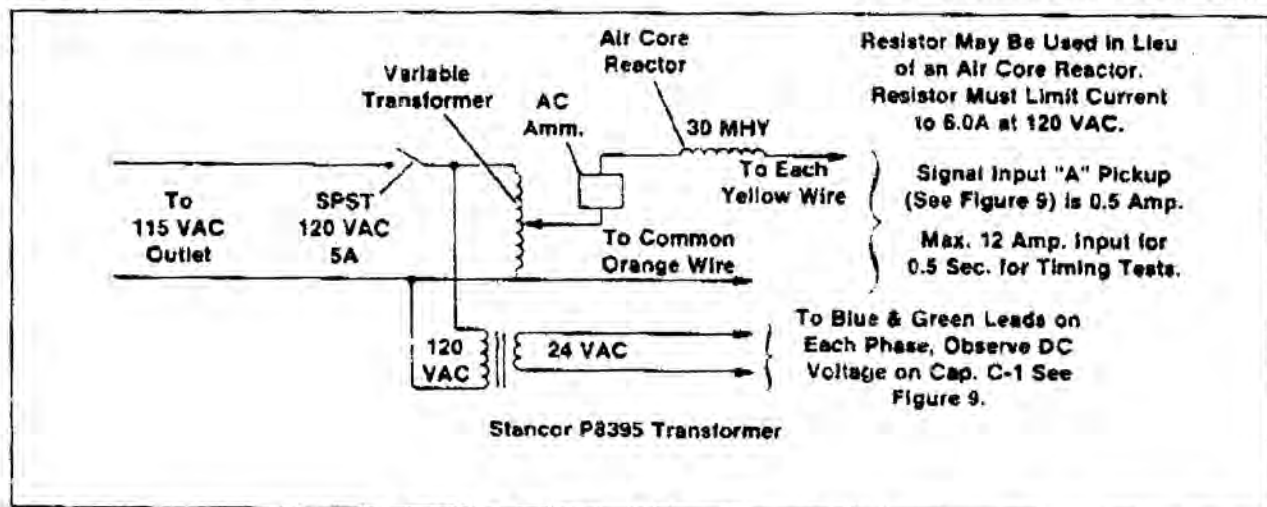 Air Core
Reactor
Variable
Transformer
AC
Amm.
30 MHY
Resistor May Be Used in Lieu
of an Air Core Reactor.
Resistor Must Limit Current
to 6.0A at 120 VAC.
To
115 VAC
Outlet
SPST
120 VAC
5A
To Each
Yellow Wire
To Common
Orange Wire
Signal Input "A" Pickup
(See Figure 9) is 0.5 Amp.
Max. 12 Amp. Input for
0.5 Sec. for Timing Tests.
120
VAC
24 VAC
To Blue & Green Leads on
Each Phase, Observe DC
Voltage on Cap. C-1 See
Figure 9.
Stancor P8395 Transformer